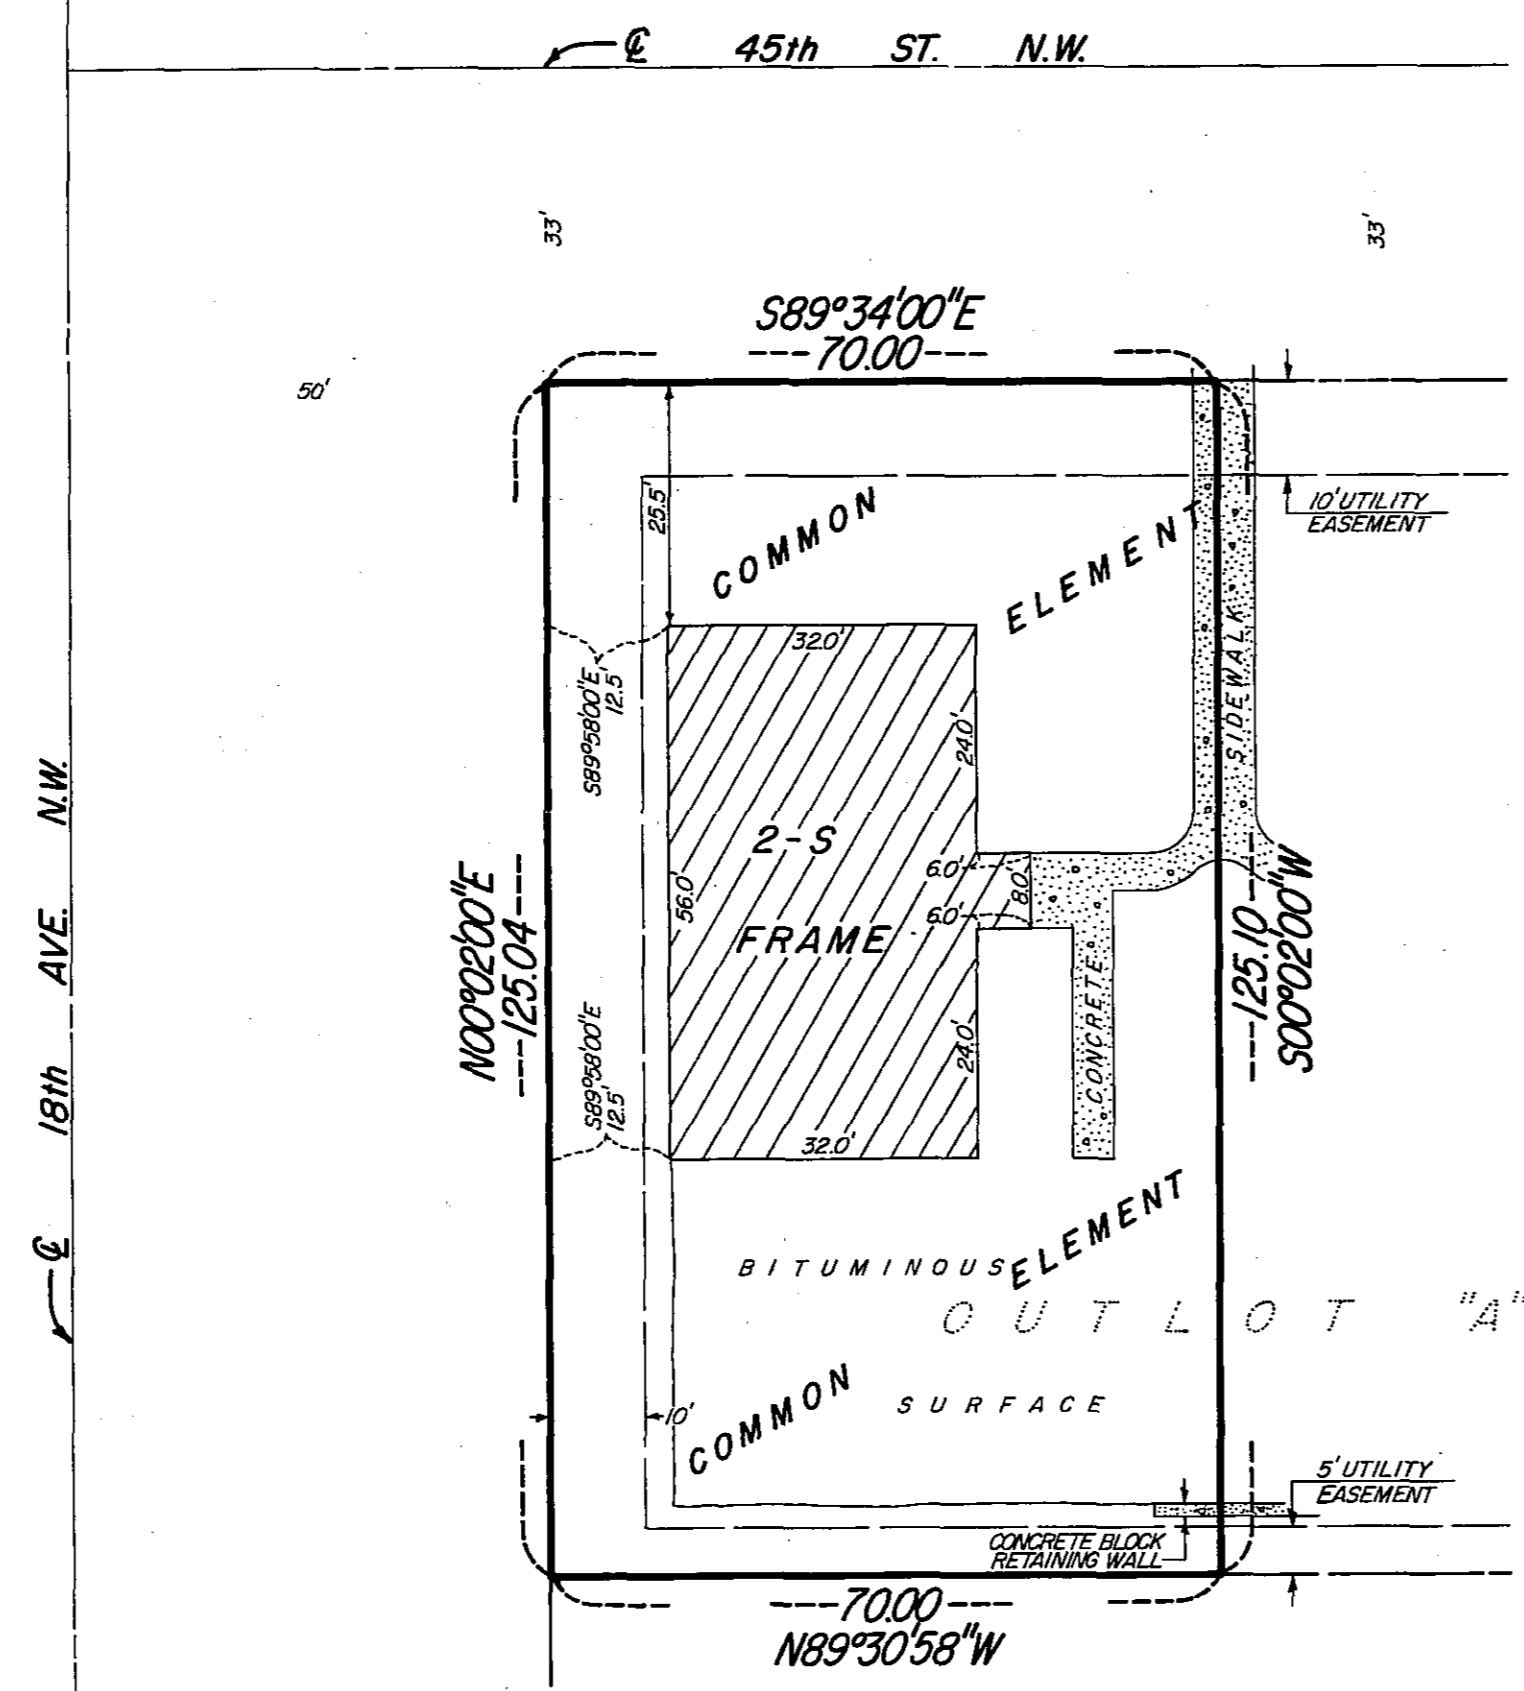 ℄ 45th ST. N.W.
33'
33'
S89°34'00"E
70.00
50'
25.5'
10' UTILITY
EASEMENT
COMMON ELEMENT
32.0'
S89°58'00"E
12.5'
24.0'
SIDEWALK
2-S
FRAME
56.0'
6.0'
8.0'
6.0'
℄ 18th AVE. N.W.
N00°02'00"E
125.04
125.10
S00°02'00"W
CONCRETE
S89°58'00"E
12.5'
24.0'
32.0'
COMMON ELEMENT
BITUMINOUS
SURFACE
OUTLOT "A"
10'
5' UTILITY
EASEMENT
CONCRETE BLOCK
RETAINING WALL
70.00
N89°30'58"W